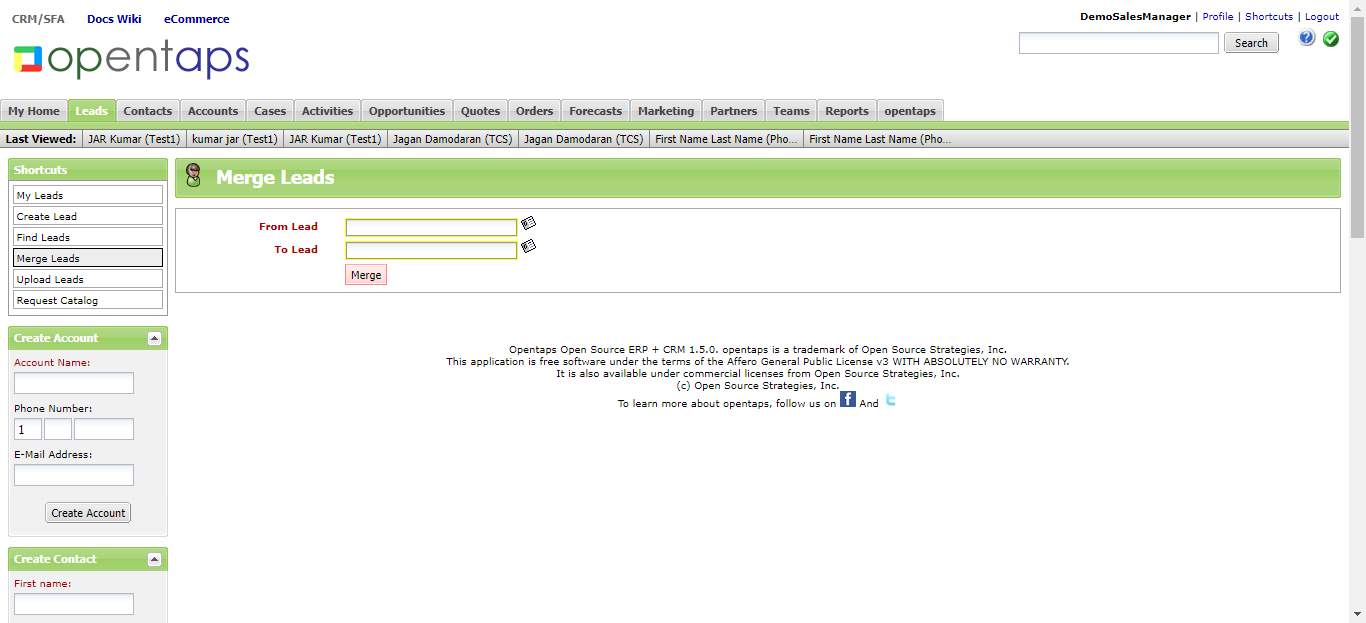 CRM/SFA Docs Wiki eCommerce
DemoSalesManager | Profile | Shortcuts | Logout
opentaps
Search
My Home Leads Contacts Accounts Cases Activities Opportunities Quotes Orders Forecasts Marketing Partners Teams Reports opentaps
Last Viewed: JAR Kumar (Test1) kumar jar (Test1) JAR Kumar (Test1) Jagan Damodaran (TCS) Jagan Damodaran (TCS) First Name Last Name (Pho... First Name Last Name (Pho...
Shortcuts
My Leads
Create Lead
Find Leads
Merge Leads
Upload Leads
Request Catalog
Create Account
Account Name:
Phone Number:
1
E-Mail Address:
Create Account
Create Contact
First name:
Merge Leads
From Lead
To Lead
Merge
Opentaps Open Source ERP + CRM 1.5.0. opentaps is a trademark of Open Source Strategies, Inc.
This application is free software under the terms of the Affero General Public License v3 WITH ABSOLUTELY NO WARRANTY.
It is also available under commercial licenses from Open Source Strategies, Inc.
(c) Open Source Strategies, Inc.
To learn more about opentaps, follow us on f And t